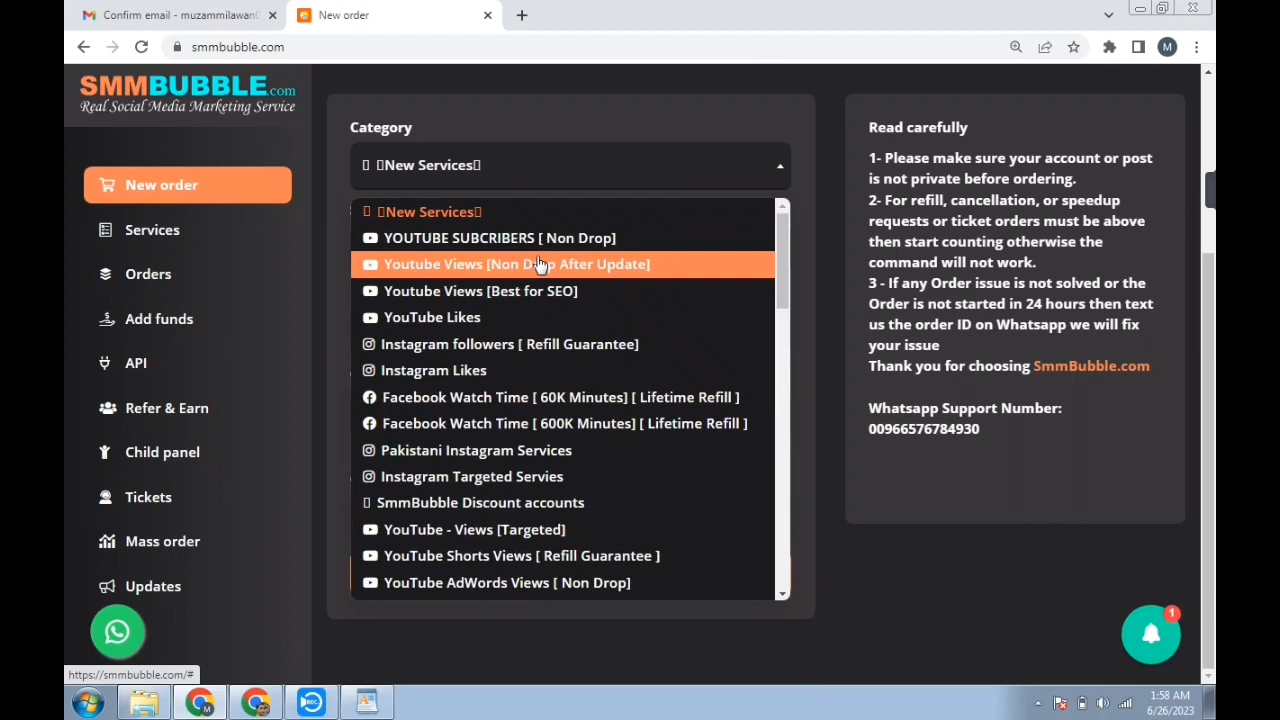 Confirm email - muzammilawan
New order
smmbubble.com
M
SMMBUBBLE.com
Real Social Media Marketing Service
New order
Services
Orders
Add funds
API
Refer & Earn
Child panel
Tickets
Mass order
Updates
Category
New Services
New Services
YOUTUBE SUBCRIBERS [ Non Drop]
Youtube Views [Non Drop After Update]
Youtube Views [Best for SEO]
YouTube Likes
Instagram followers [ Refill Guarantee]
Instagram Likes
Facebook Watch Time [ 60K Minutes] [ Lifetime Refill ]
Facebook Watch Time [ 600K Minutes] [ Lifetime Refill ]
Pakistani Instagram Services
Instagram Targeted Servies
SmmBubble Discount accounts
YouTube - Views [Targeted]
YouTube Shorts Views [ Refill Guarantee ]
YouTube AdWords Views [ Non Drop]
Read carefully
1- Please make sure your account or post
is not private before ordering.
2- For refill, cancellation, or speedup
requests or ticket orders must be above
then start counting otherwise the
command will not work.
3 - If any Order issue is not solved or the
Order is not started in 24 hours then text
us the order ID on Whatsapp we will fix
your issue
Thank you for choosing SmmBubble.com
Whatsapp Support Number:
00966576784930
1
https://smmbubble.com/#
M
REC
1:58 AM
6/26/2023